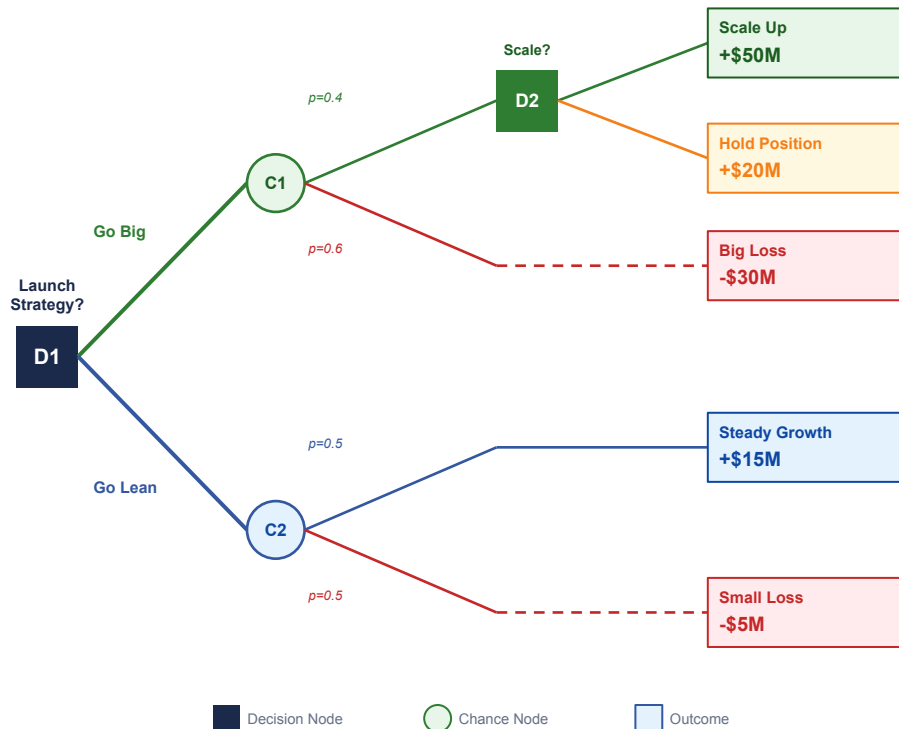 Scale Up
+$50M
Scale?
D2
p=0.4
Hold Position
+$20M
C1
Go Big
p=0.6
Big Loss
-$30M
Launch
Strategy?
D1
Steady Growth
+$15M
p=0.5
Go Lean
C2
p=0.5
Small Loss
-$5M
Decision Node
Chance Node
Outcome